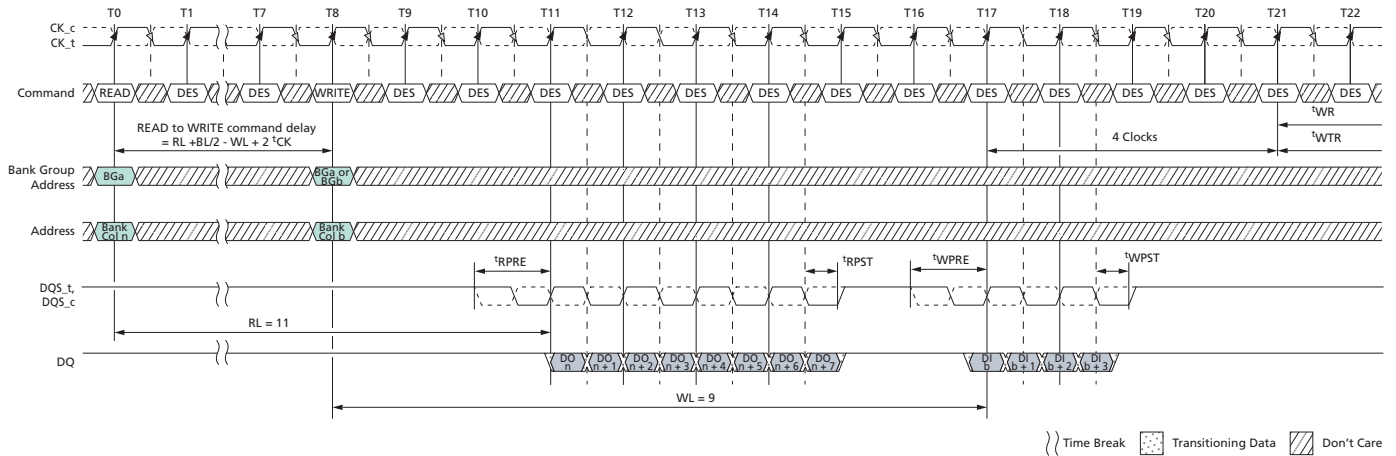 T0 T1 T7 T8 T9 T10 T11 T12 T13 T14 T15 T16 T17 T18 T19 T20 T21 T22
CK_c
CK_t
Command READ DES DES WRITE DES DES DES DES DES DES DES DES DES DES DES DES DES DES
tWR
READ to WRITE command delay
= RL +BL/2 - WL + 2 tCK
4 Clocks
tWTR
Bank Group
Address
BGa
BGa or
BGb
Address
Bank
Col n
Bank
Col b
tRPRE tRPST tWPRE tWPST
DQS_t,
DQS_c
RL = 11
DQ
DO
n
DO
n + 1
DO
n + 2
DO
n + 3
DO
n + 4
DO
n + 5
DO
n + 6
DO
n + 7
DI
b
DI
b + 1
DI
b + 2
DI
b + 3
WL = 9
Time Break Transitioning Data Don't Care